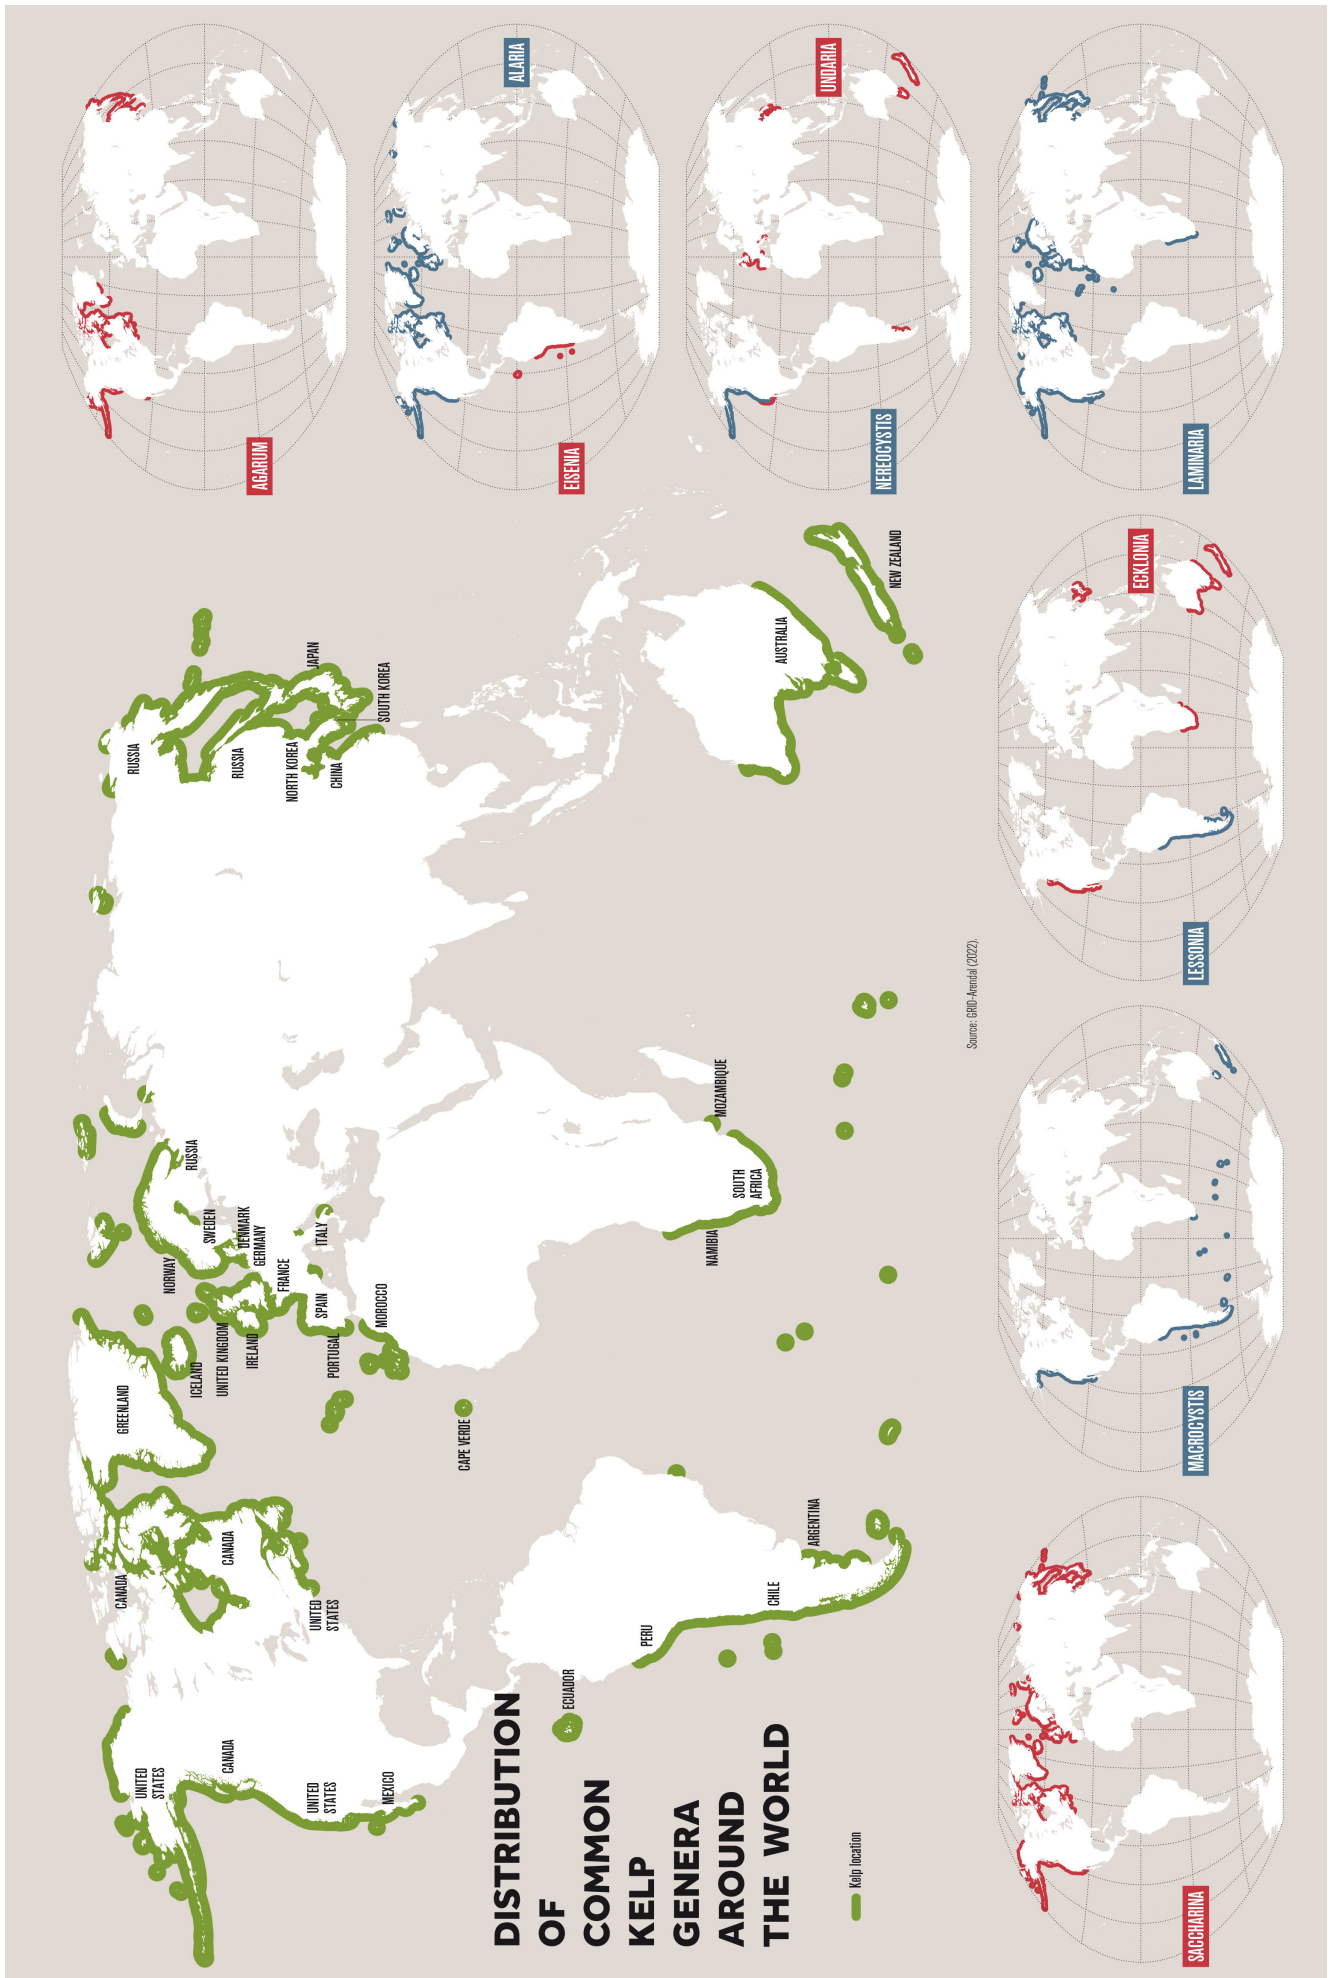 DISTRIBUTION
OF
COMMON
KELP
GENERA
AROUND
THE WORLD
Kelp location
UNITED
STATES
CANADA
UNITED
STATES
MEXICO
CANADA
CANADA
UNITED
STATES
GREENLAND
ICELAND
UNITED KINGDOM
IRELAND
NORWAY
SWEDEN
DENMARK
GERMANY
FRANCE
SPAIN
PORTUGAL
ITALY
MOROCCO
RUSSIA
RUSSIA
RUSSIA
NORTH KOREA
CHINA
JAPAN
SOUTH KOREA
CAPE VERDE
ECUADOR
PERU
CHILE
ARGENTINA
NAMIBIA
SOUTH
AFRICA
MOZAMBIQUE
AUSTRALIA
NEW ZEALAND
Source: GRID-Arendal (2022).
AGARUM
ALARIA
EISENIA
UNDARIA
NEREOCYSTIS
SACCHARINA
MACROCYSTIS
ECKLONIA
LESSONIA
LAMINARIA